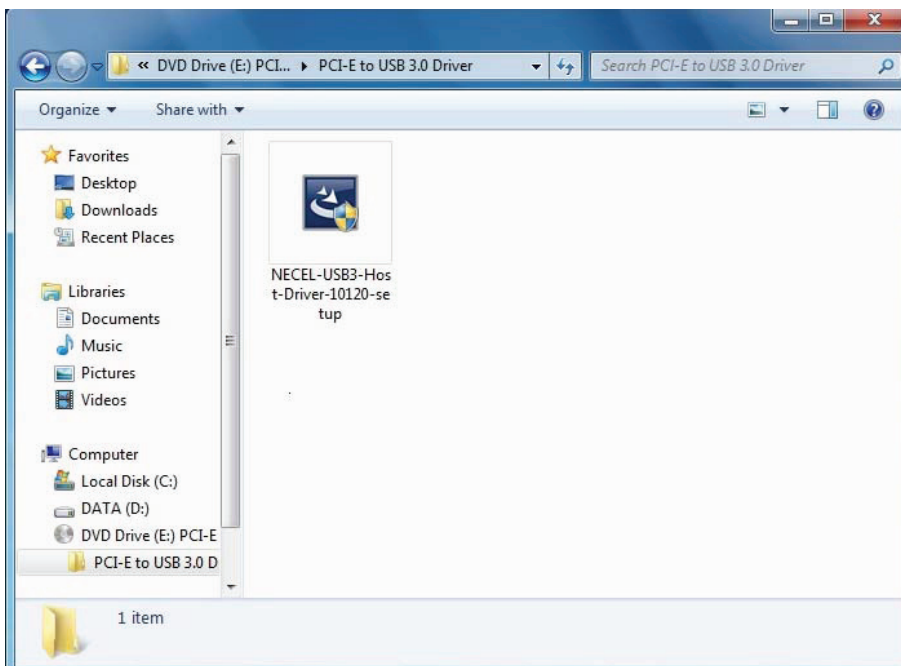 « DVD Drive (E:) PCI... ▸ PCI-E to USB 3.0 Driver
Search PCI-E to USB 3.0 Driver
Organize
Share with
Favorites
Desktop
Downloads
Recent Places
Libraries
Documents
Music
Pictures
Videos
Computer
Local Disk (C:)
DATA (D:)
DVD Drive (E:) PCI-E
PCI-E to USB 3.0 D
NECEL-USB3-Hos
t-Driver-10120-se
tup
1 item